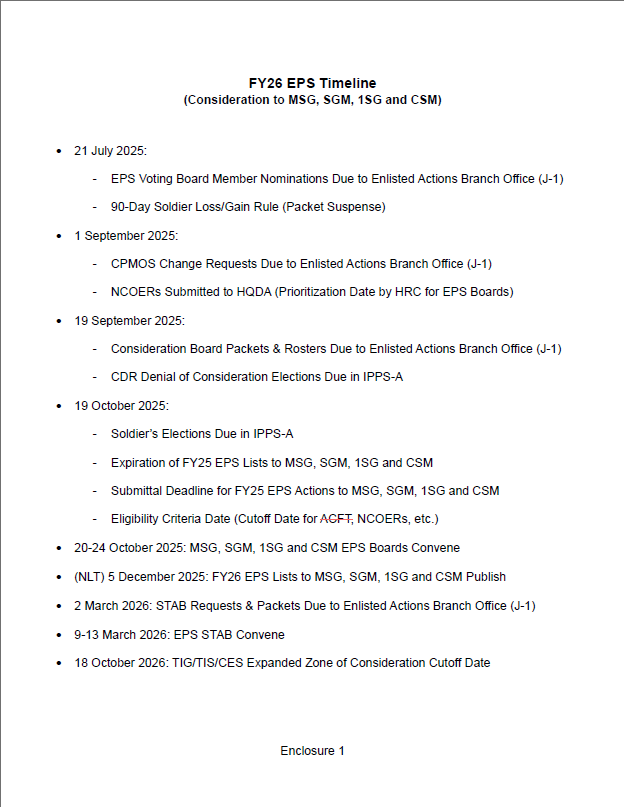 FY26 EPS Timeline
(Consideration to MSG, SGM, 1SG and CSM)
• 21 July 2025:
- EPS Voting Board Member Nominations Due to Enlisted Actions Branch Office (J-1)
- 90-Day Soldier Loss/Gain Rule (Packet Suspense)
• 1 September 2025:
- CPMOS Change Requests Due to Enlisted Actions Branch Office (J-1)
- NCOERs Submitted to HQDA (Prioritization Date by HRC for EPS Boards)
• 19 September 2025:
- Consideration Board Packets & Rosters Due to Enlisted Actions Branch Office (J-1)
- CDR Denial of Consideration Elections Due in IPPS-A
• 19 October 2025:
- Soldier’s Elections Due in IPPS-A
- Expiration of FY25 EPS Lists to MSG, SGM, 1SG and CSM
- Submittal Deadline for FY25 EPS Actions to MSG, SGM, 1SG and CSM
- Eligibility Criteria Date (Cutoff Date for ACFT, NCOERs, etc.)
• 20-24 October 2025: MSG, SGM, 1SG and CSM EPS Boards Convene
• (NLT) 5 December 2025: FY26 EPS Lists to MSG, SGM, 1SG and CSM Publish
• 2 March 2026: STAB Requests & Packets Due to Enlisted Actions Branch Office (J-1)
• 9-13 March 2026: EPS STAB Convene
• 18 October 2026: TIG/TIS/CES Expanded Zone of Consideration Cutoff Date
Enclosure 1